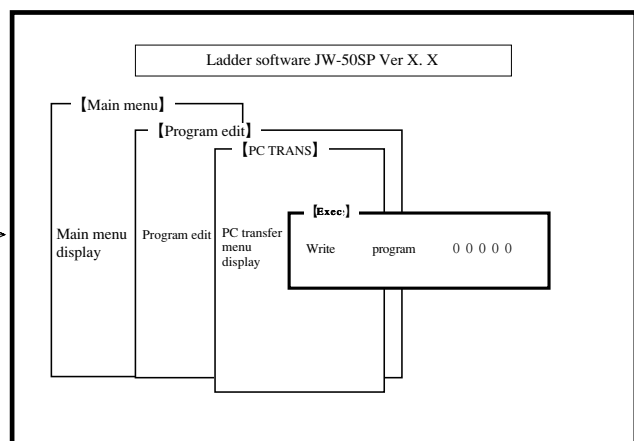 Ladder software JW-50SP Ver X. X
【Main menu】
【Program edit】
【PC TRANS】
【Exec:】
Main menu
display
Program edit
PC transfer
menu
display
Write program 0 0 0 0 0